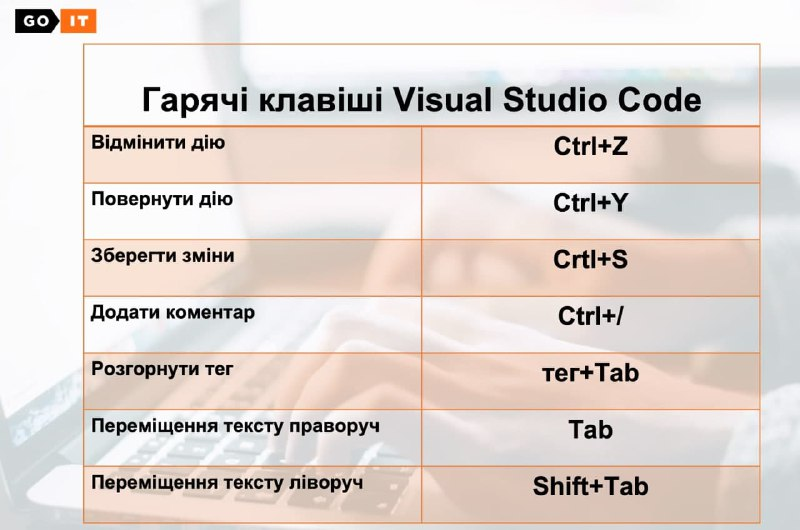 GO IT
Гарячі клавіші Visual Studio Code
Відмінити дію Ctrl+Z
Повернути дію Ctrl+Y
Зберегти зміни Crtl+S
Додати коментар Ctrl+/
Розгорнути тег тег+Tab
Переміщення тексту праворуч Tab
Переміщення тексту ліворуч Shift+Tab